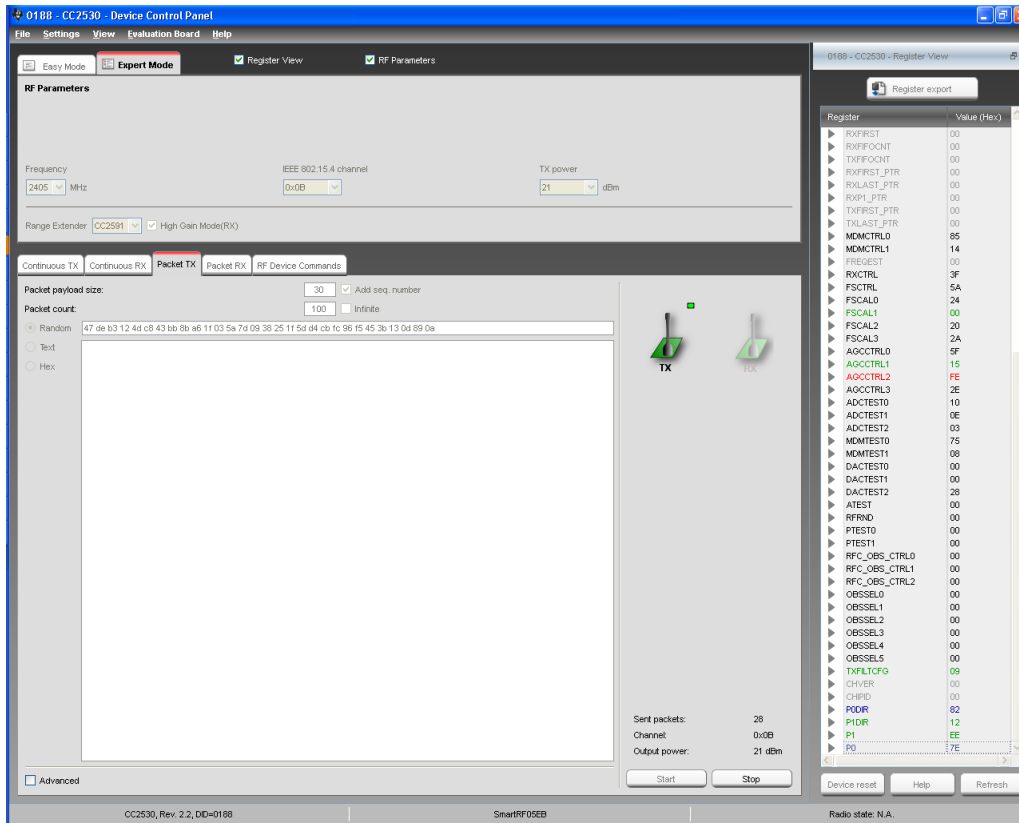 0188 - CC2530 - Device Control Panel
File Settings View Evaluation Board Help
Easy Mode Expert Mode Register View RF Parameters
RF Parameters
Frequency IEEE 802.15.4 channel TX power
2405 MHz 0x0B 21 dBm
Range Extender CC2591 High Gain Mode(RX)
Continuous TX Continuous RX Packet TX Packet RX RF Device Commands
Packet payload size: 30 Add seq. number
Packet count: 100 Infinite
Random 47 de b3 12 4d c8 43 bb 8b a6 1f 03 5a 7d 09 38 25 1f 5d d4 cb fc 96 f5 45 3b 13 0d 89 0a
Text
Hex
TX RX
Sent packets: 28
Channel: 0x0B
Output power: 21 dBm
Advanced
Start Stop
0188 - CC2530 - Register View
Register export
Register Value (Hex)
RXFIRST 00
RXFIFOCNT 00
TXFIFOCNT 00
RXFIRST_PTR 00
RXLAST_PTR 00
RXP1_PTR 00
TXFIRST_PTR 00
TXLAST_PTR 00
MDMCTRL0 85
MDMCTRL1 14
FREQEST 00
RXCTRL 3F
FSCTRL 5A
FSCAL0 24
FSCAL1 00
FSCAL2 20
FSCAL3 2A
AGCCTRL0 5F
AGCCTRL1 15
AGCCTRL2 FE
AGCCTRL3 2E
ADCTEST0 10
ADCTEST1 0E
ADCTEST2 03
MDMTEST0 75
MDMTEST1 08
DACTEST0 00
DACTEST1 00
DACTEST2 28
ATEST 00
RFRND 00
PTEST0 00
PTEST1 00
RFC_OBS_CTRL0 00
RFC_OBS_CTRL1 00
RFC_OBS_CTRL2 00
OBSSEL0 00
OBSSEL1 00
OBSSEL2 00
OBSSEL3 00
OBSSEL4 00
OBSSEL5 00
TXFILTCFG 09
CHVER 00
CHIPID 00
P0DIR 82
P1DIR 12
P1 EE
P0 7E
Device reset Help Refresh
CC2530, Rev. 2.2, DID=0188 SmartRF05EB Radio state: N.A.